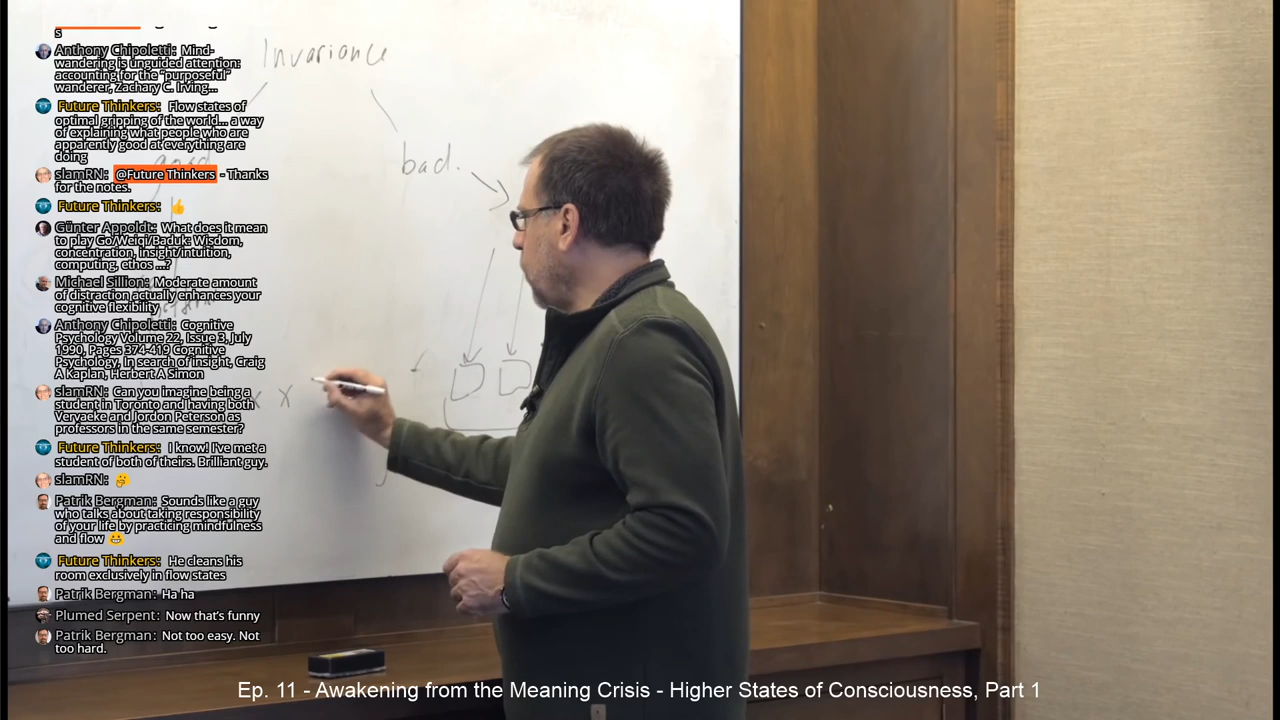 s
Anthony Chipoletti: Mind-
wandering is unguided attention:
accounting for the "purposeful"
wanderer, Zachary C. Irving...
Future Thinkers: Flow states of
optimal gripping of the world... a way
of explaining what people who are
apparently good at everything are
doing
slamRN: @Future Thinkers - Thanks
for the notes.
Future Thinkers: 👍
Günter Appoldt: What does it mean
to play Go/Weiqi/Baduk: Wisdom,
concentration, insight/intuition,
computing, ethos ...?
Michael Sillion: Moderate amount
of distraction actually enhances your
cognitive flexibility
Anthony Chipoletti: Cognitive
Psychology Volume 22, Issue 3, July
1990, Pages 374-419 Cognitive
Psychology, In search of insight, Craig
A Kaplan, Herbert A Simon
slamRN: Can you imagine being a
student in Toronto and having both
Vervaeke and Jordon Peterson as
professors in the same semester?
Future Thinkers: I know! I've met a
student of both of theirs. Brilliant guy.
slamRN: 🤔
Patrik Bergman: Sounds like a guy
who talks about taking responsibility
of your life by practicing mindfulness
and flow 😀
Future Thinkers: He cleans his
room exclusively in flow states
Patrik Bergman: Ha ha
Plumed Serpent: Now that's funny
Patrik Bergman: Not too easy. Not
too hard.
Invariance
good
bad.
x x
Ep. 11 - Awakening from the Meaning Crisis - Higher States of Consciousness, Part 1